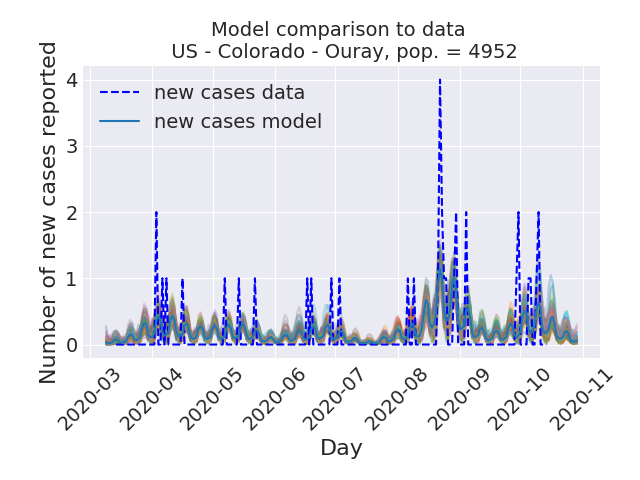 Model comparison to data
US - Colorado - Ouray, pop. = 4952
new cases data
new cases model
Number of new cases reported
4
3
2
1
0
2020-03
2020-04
2020-05
2020-06
2020-07
2020-08
2020-09
2020-10
2020-11
Day